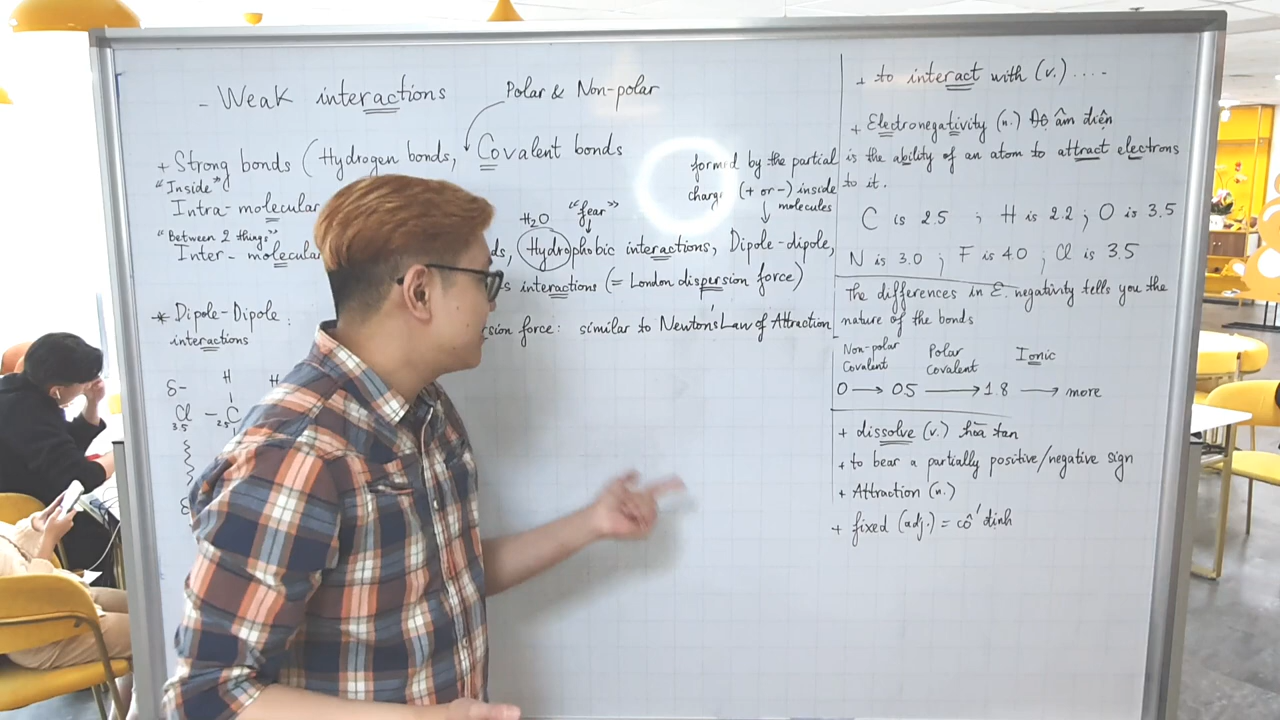 - Weak interactions
Polar & Non-polar
+ Strong bonds (Hydrogen bonds, Covalent bonds
"Inside"
Intra-molecular
"Between 2 things"
Inter-molecular
H2O "fear"
ds, Hydrophobic interactions, Dipole-dipole,
s interactions (= London dispersion force)
formed by the partial
charge (+ or -) inside
molecules
* Dipole-Dipole:
interactions
rsion force: similar to Newton's Law of Attraction
δ- H H
Cl - C
3.5 2.5
+ to interact with (v.) ....
+ Electronegativity (n.) Độ âm điện
is the ability of an atom to attract electrons
to it.
C is 2.5 ; H is 2.2 ; O is 3.5
N is 3.0 ; F is 4.0 ; Cl is 3.5
The differences in E. negativity tells you the
nature of the bonds
Non-polar Covalent Polar Covalent Ionic
0 → 0.5 → 1.8 → more
+ dissolve (v.) hòa tan
+ to bear a partially positive/negative sign
+ Attraction (n.)
+ fixed (adj.) = cố định